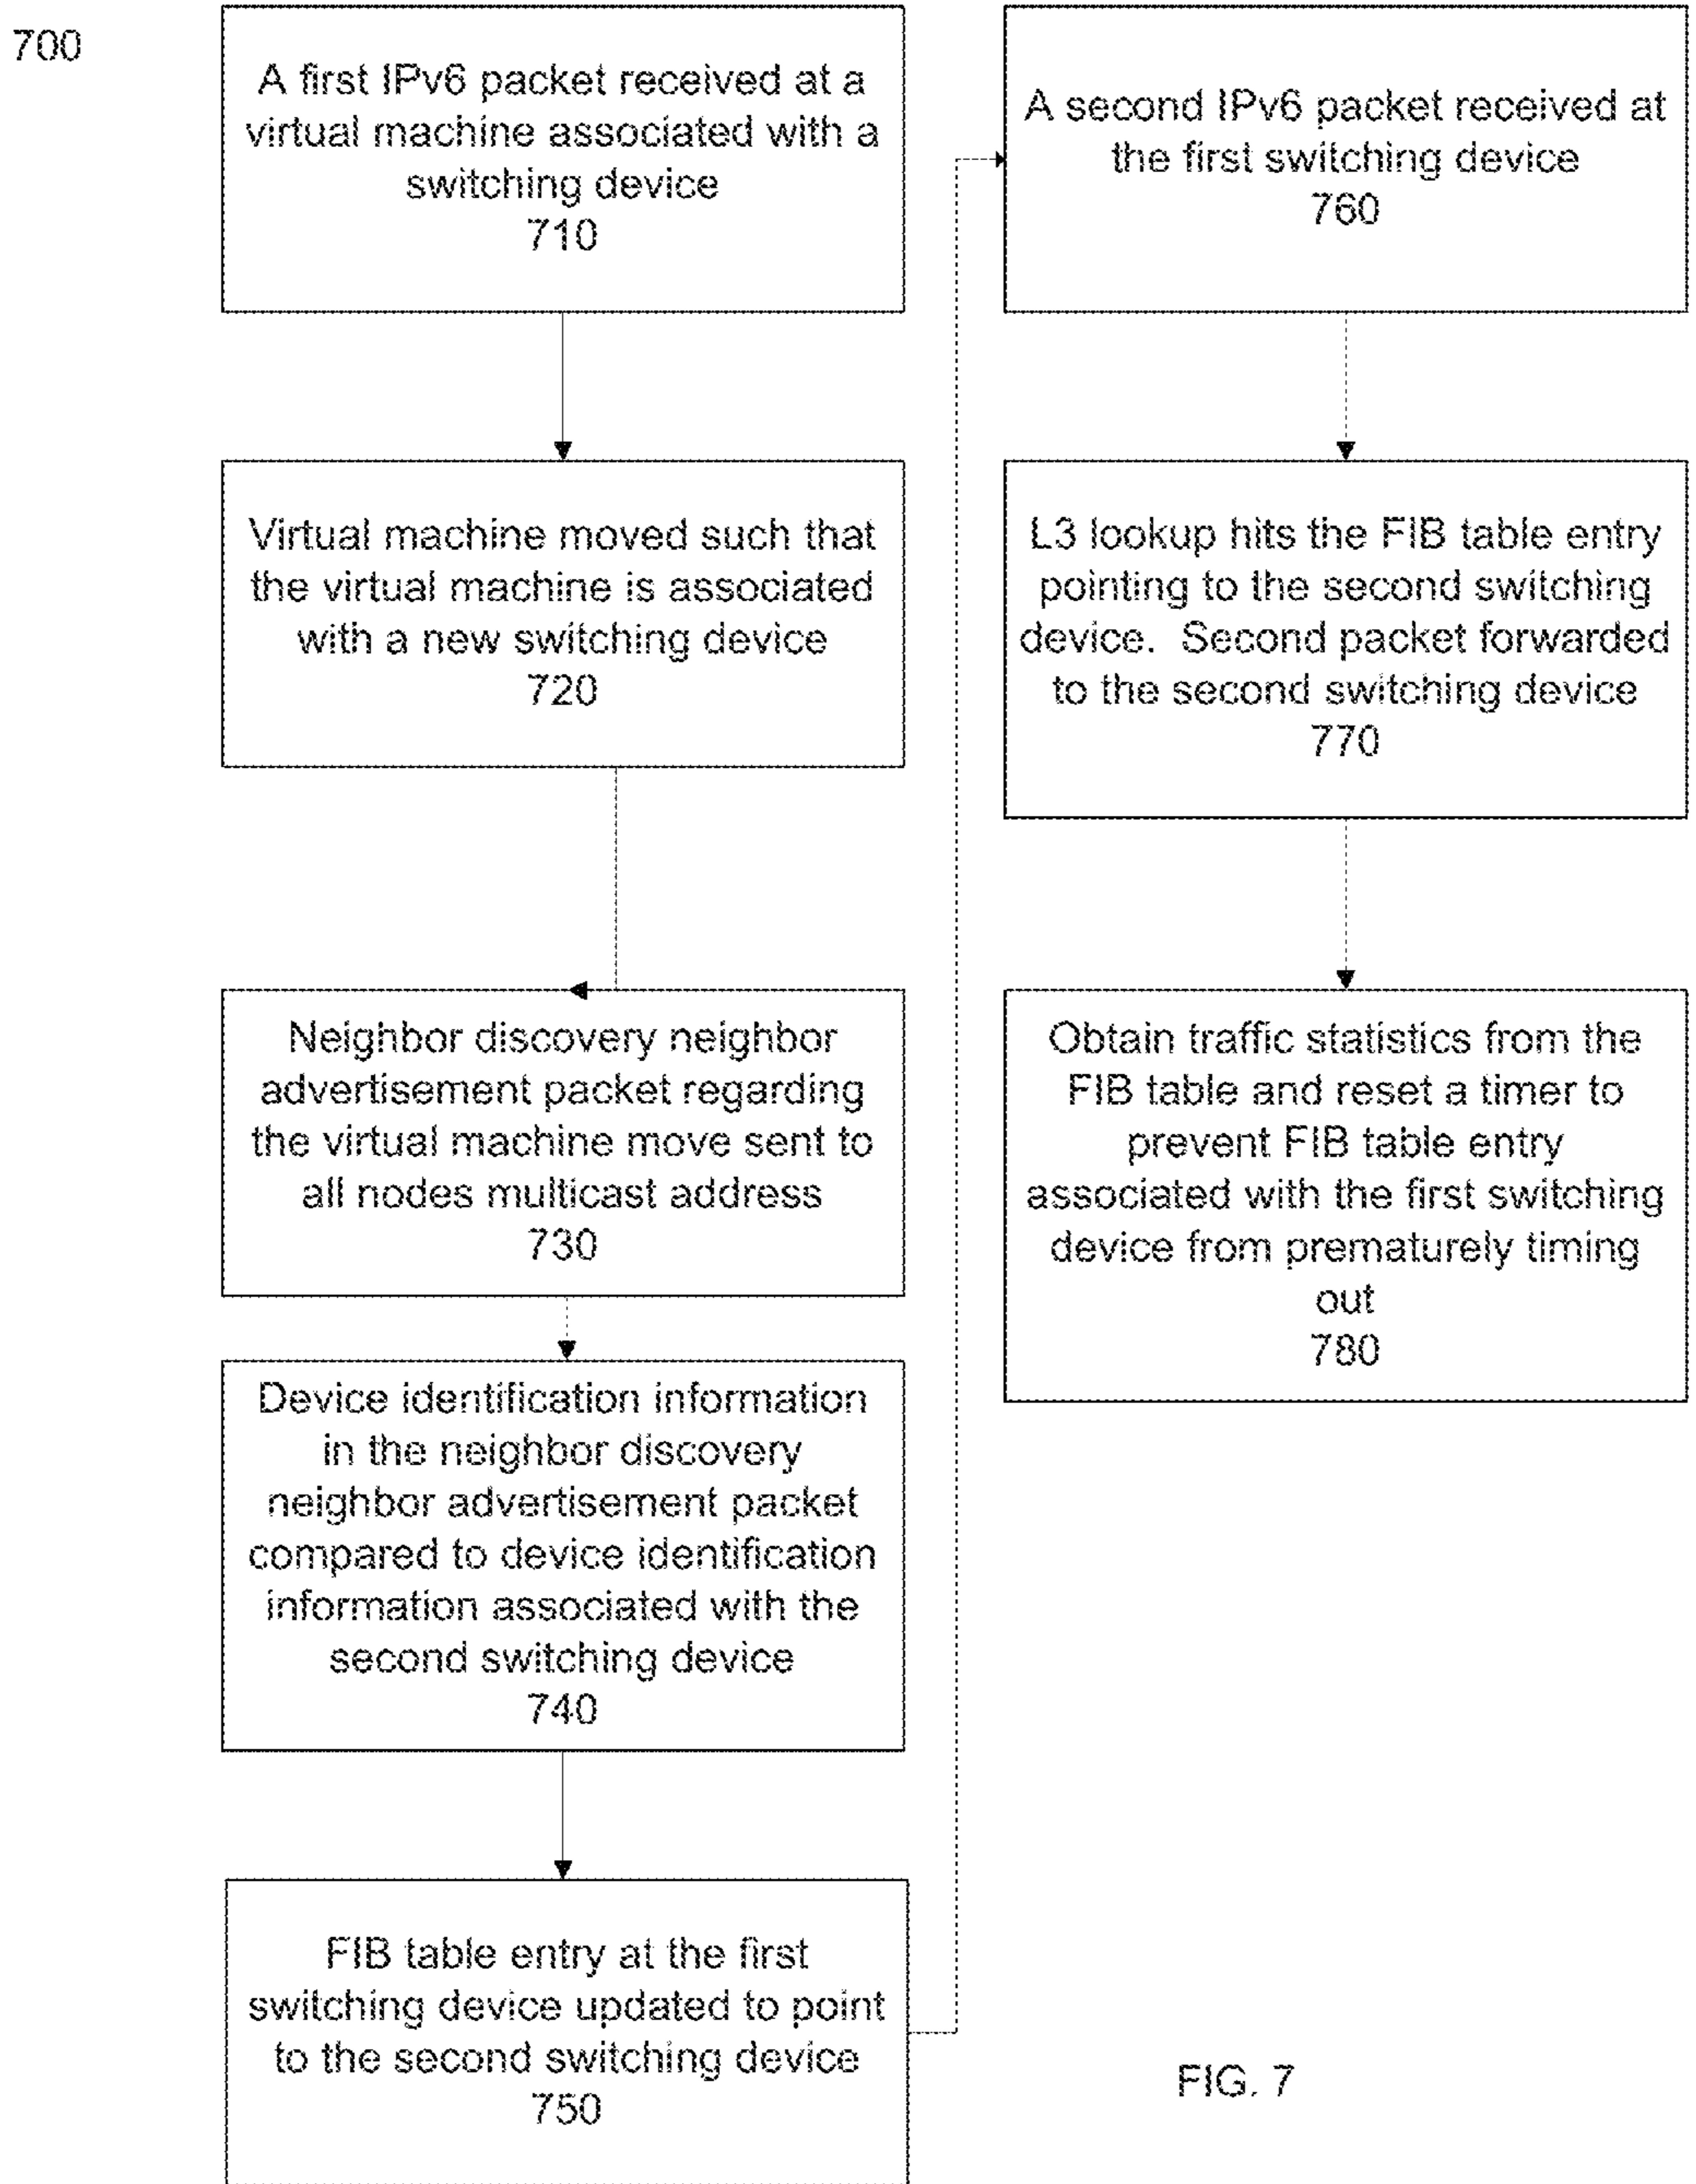 700
A first IPv6 packet received at a
virtual machine associated with a
switching device
710
Virtual machine moved such that
the virtual machine is associated
with a new switching device
720
Neighbor discovery neighbor
advertisement packet regarding
the virtual machine move sent to
all nodes multicast address
730
Device identification information
in the neighbor discovery
neighbor advertisement packet
compared to device identification
information associated with the
second switching device
740
FIB table entry at the first
switching device updated to point
to the second switching device
750
A second IPv6 packet received at
the first switching device
760
L3 lookup hits the FIB table entry
pointing to the second switching
device. Second packet forwarded
to the second switching device
770
Obtain traffic statistics from the
FIB table and reset a timer to
prevent FIB table entry
associated with the first switching
device from prematurely timing
out
780
FIG. 7